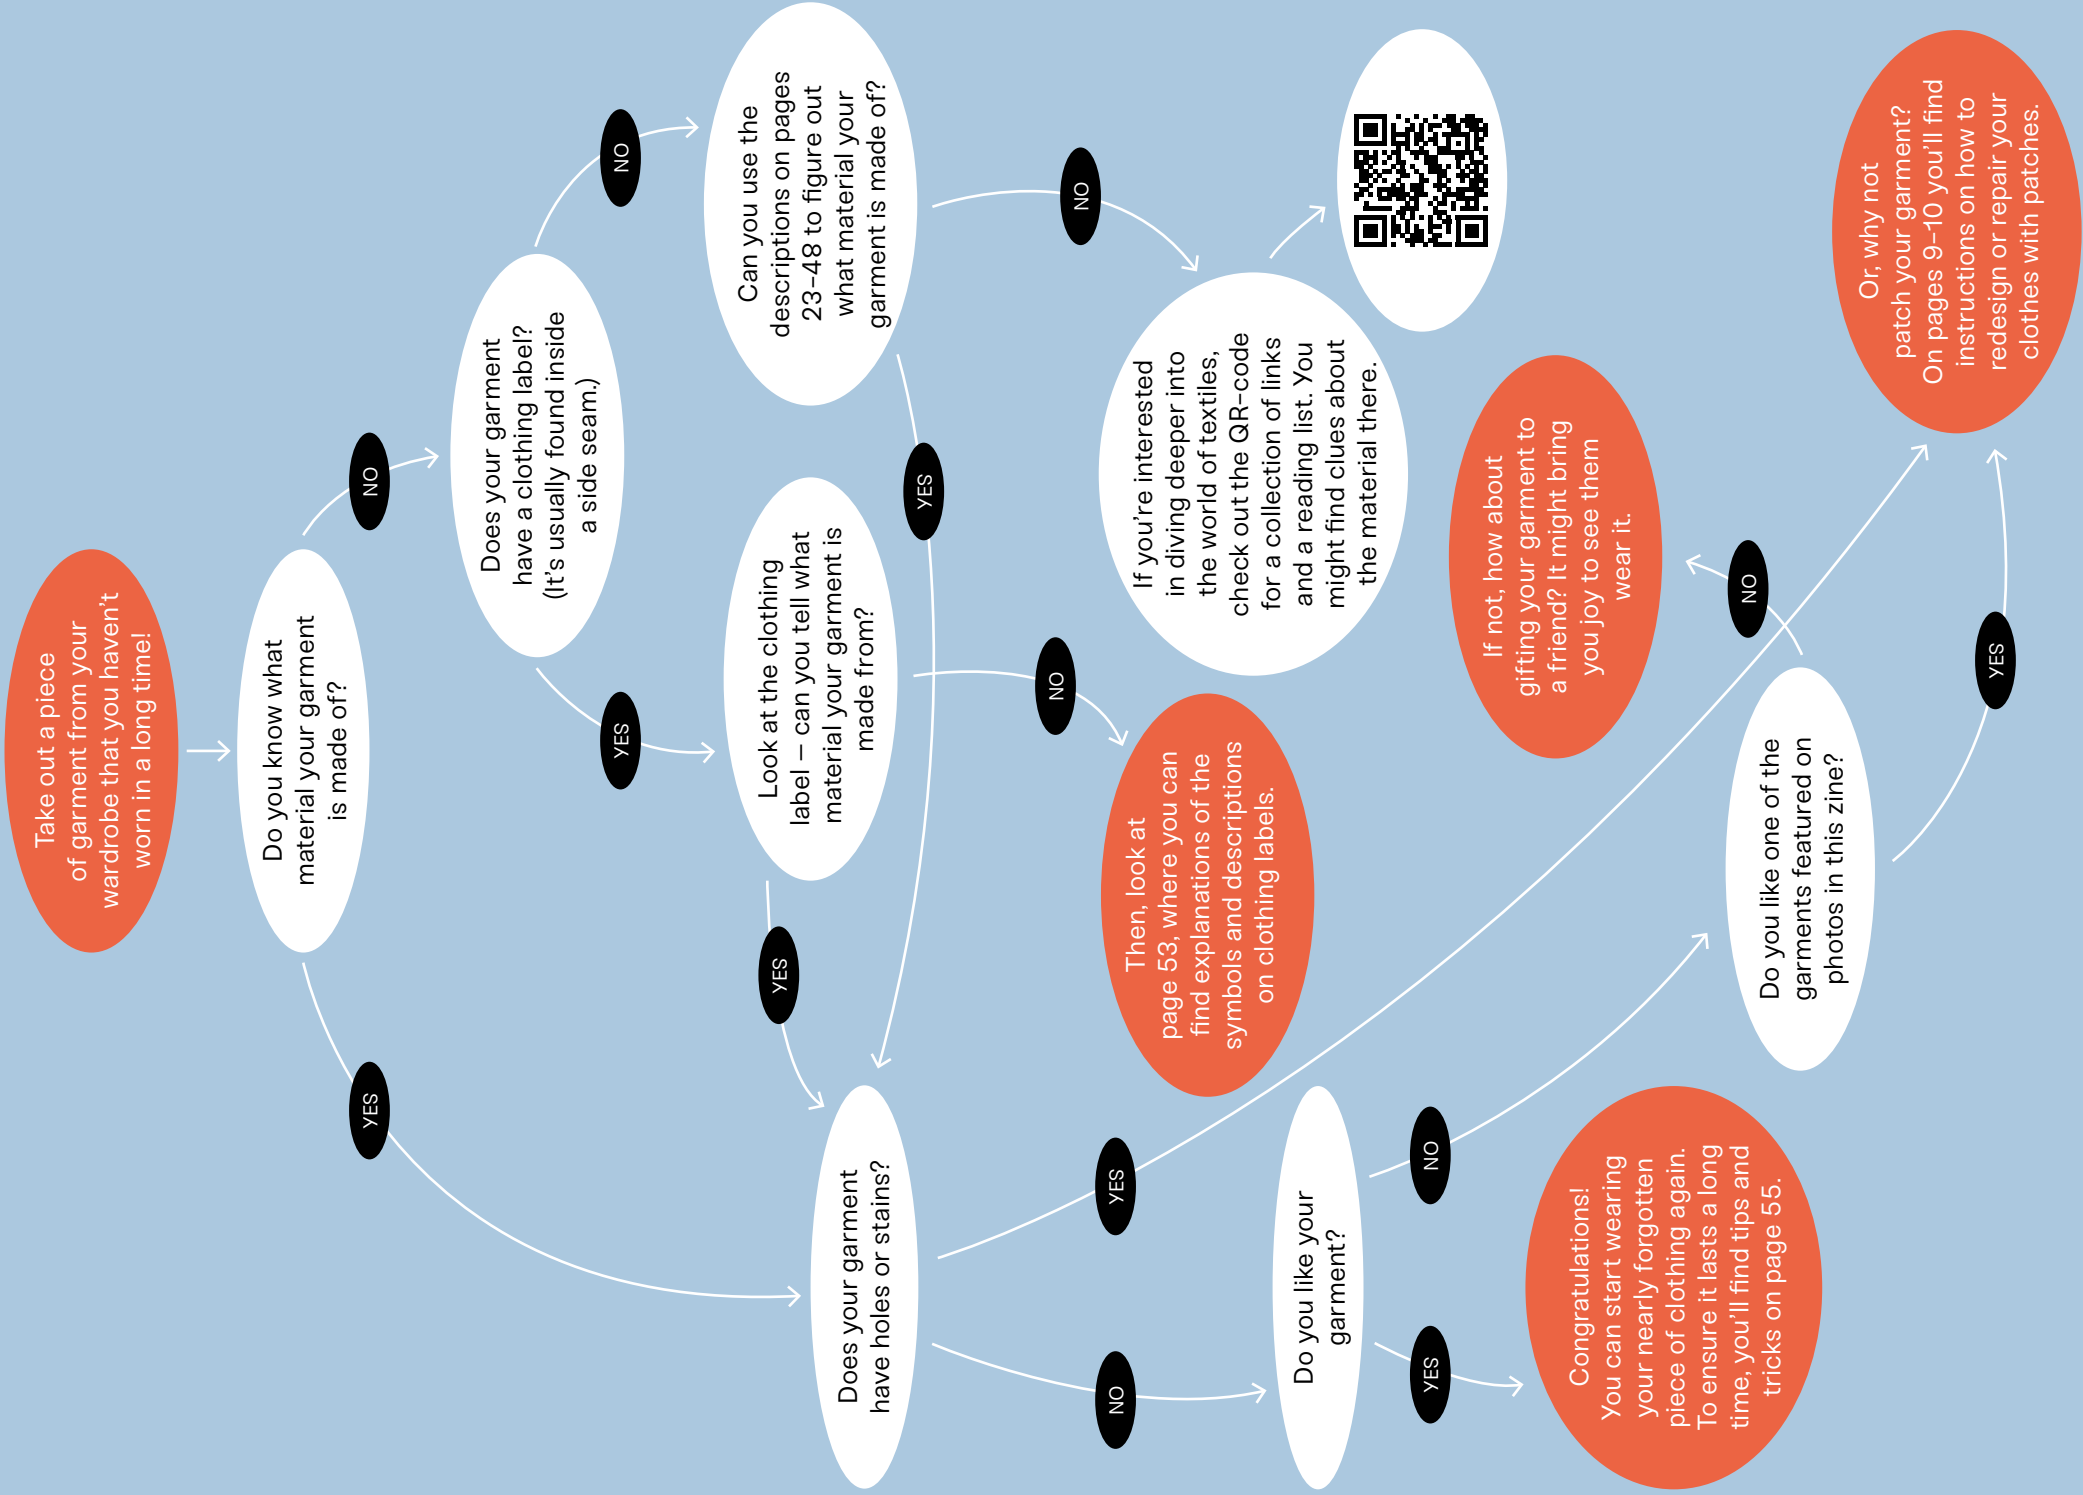 Take out a piece
of garment from your
wardrobe that you haven't
worn in a long time!
Do you know what
material your garment
is made of?
YES
NO
Does your garment
have a clothing label?
(It's usually found inside
a side seam.)
YES
NO
Look at the clothing
label – can you tell what
material your garment is
made from?
YES
NO
Can you use the
descriptions on pages
23–48 to figure out
what material your
garment is made of?
YES
NO
Does your garment
have holes or stains?
YES
NO
Then, look at
page 53, where you can
find explanations of the
symbols and descriptions
on clothing labels.
If you're interested
in diving deeper into
the world of textiles,
check out the QR-code
for a collection of links
and a reading list. You
might find clues about
the material there.
Do you like your
garment?
YES
NO
Congratulations!
You can start wearing
your nearly forgotten
piece of clothing again.
To ensure it lasts a long
time, you'll find tips and
tricks on page 55.
Do you like one of the
garments featured on
photos in this zine?
NO
YES
If not, how about
gifting your garment to
a friend? It might bring
you joy to see them
wear it.
Or, why not
patch your garment?
On pages 9–10 you'll find
instructions on how to
redesign or repair your
clothes with patches.